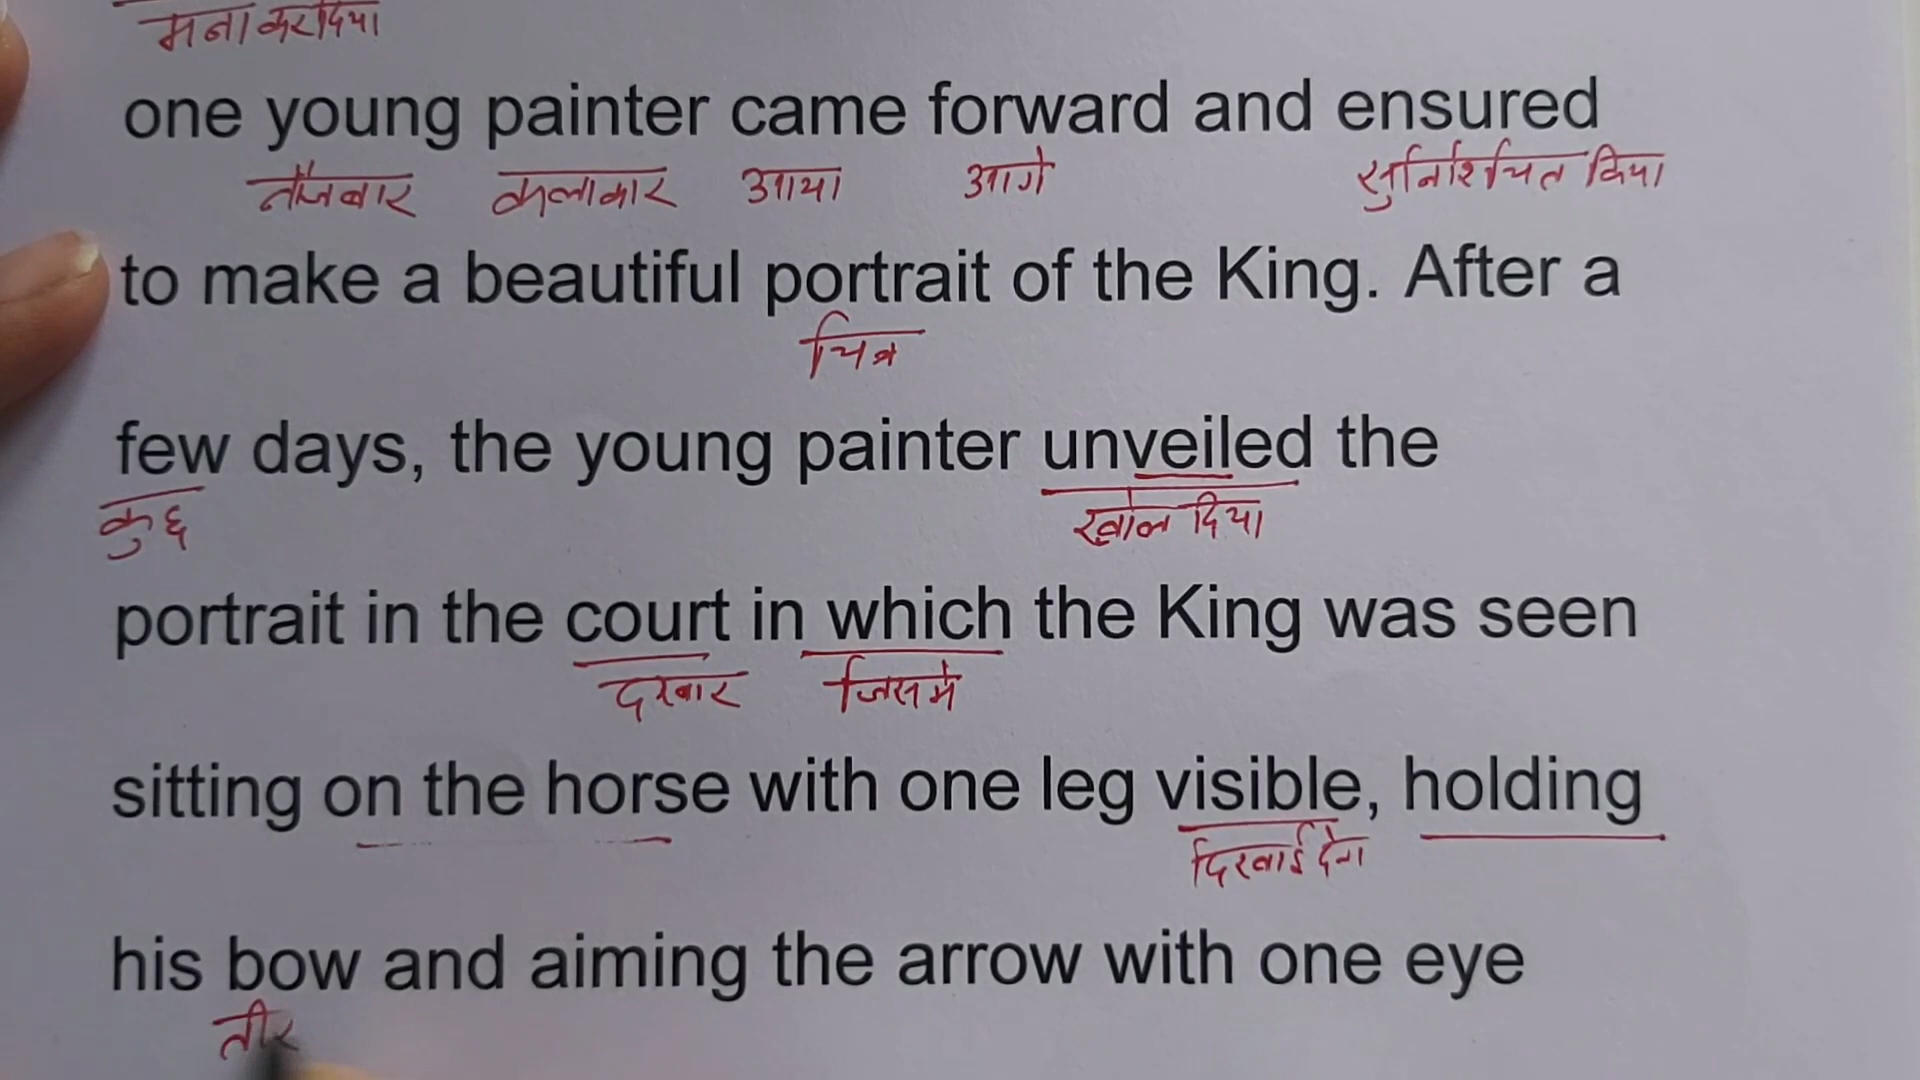 मना कर दिया
one young painter came forward and ensured
नौजवार कलाकार आया आगे सुनिश्चित किया
to make a beautiful portrait of the King. After a
चित्र
few days, the young painter unveiled the
कुछ खोल दिया
portrait in the court in which the King was seen
दरबार जिसमे
sitting on the horse with one leg visible, holding
दिखाई देना
his bow and aiming the arrow with one eye
तीर